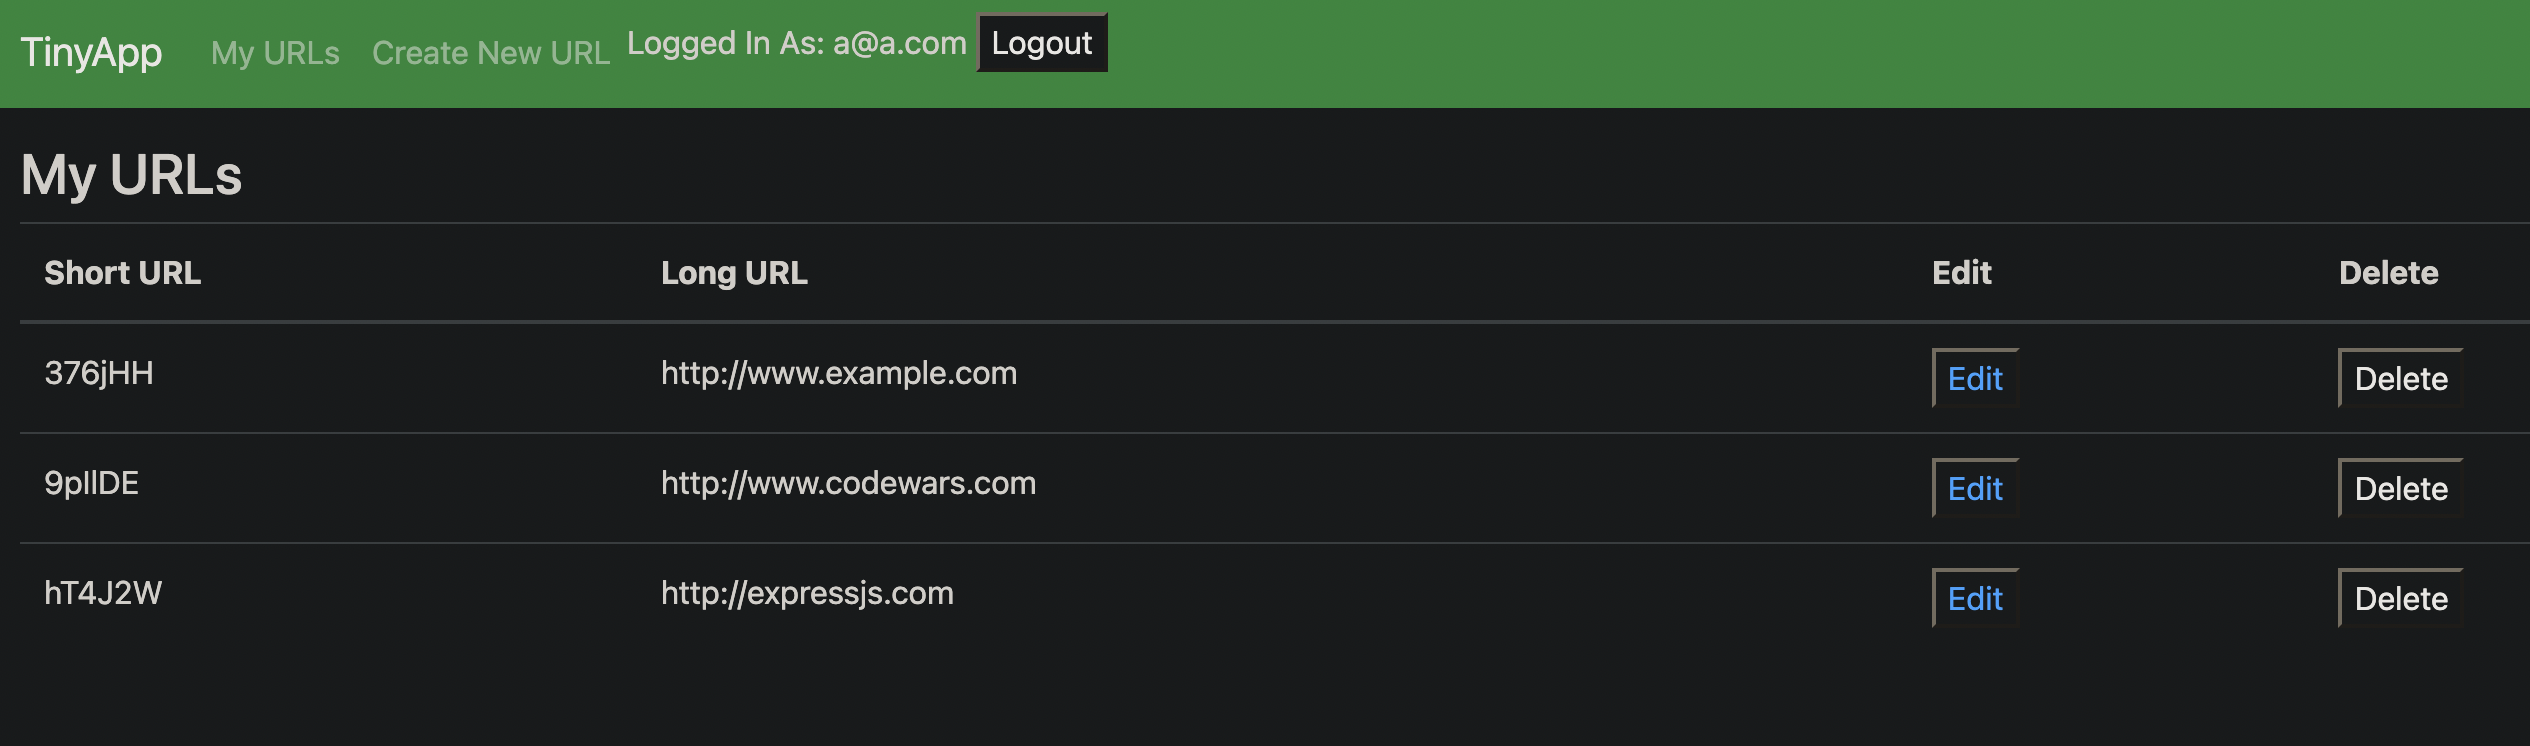 TinyApp My URLs Create New URL Logged In As: a@a.com Logout
My URLs
Short URL Long URL Edit Delete
376jHH http://www.example.com Edit Delete
9pIlDE http://www.codewars.com Edit Delete
hT4J2W http://expressjs.com Edit Delete